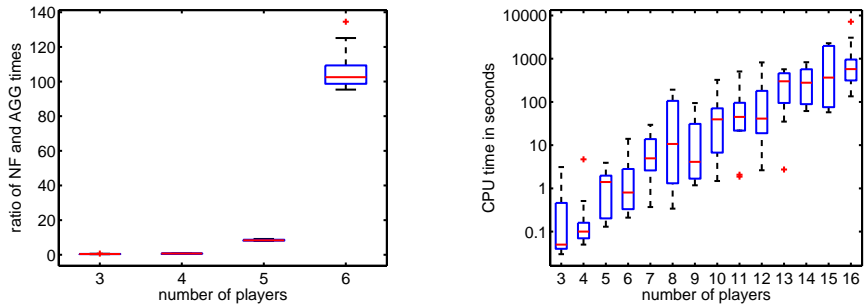 ratio of NF and AGG times
140
120
100
80
60
40
20
0
3 4 5 6
number of players
CPU time in seconds
10000
1000
100
10
1
0.1
3 4 5 6 7 8 9 10 11 12 13 14 15 16
number of players